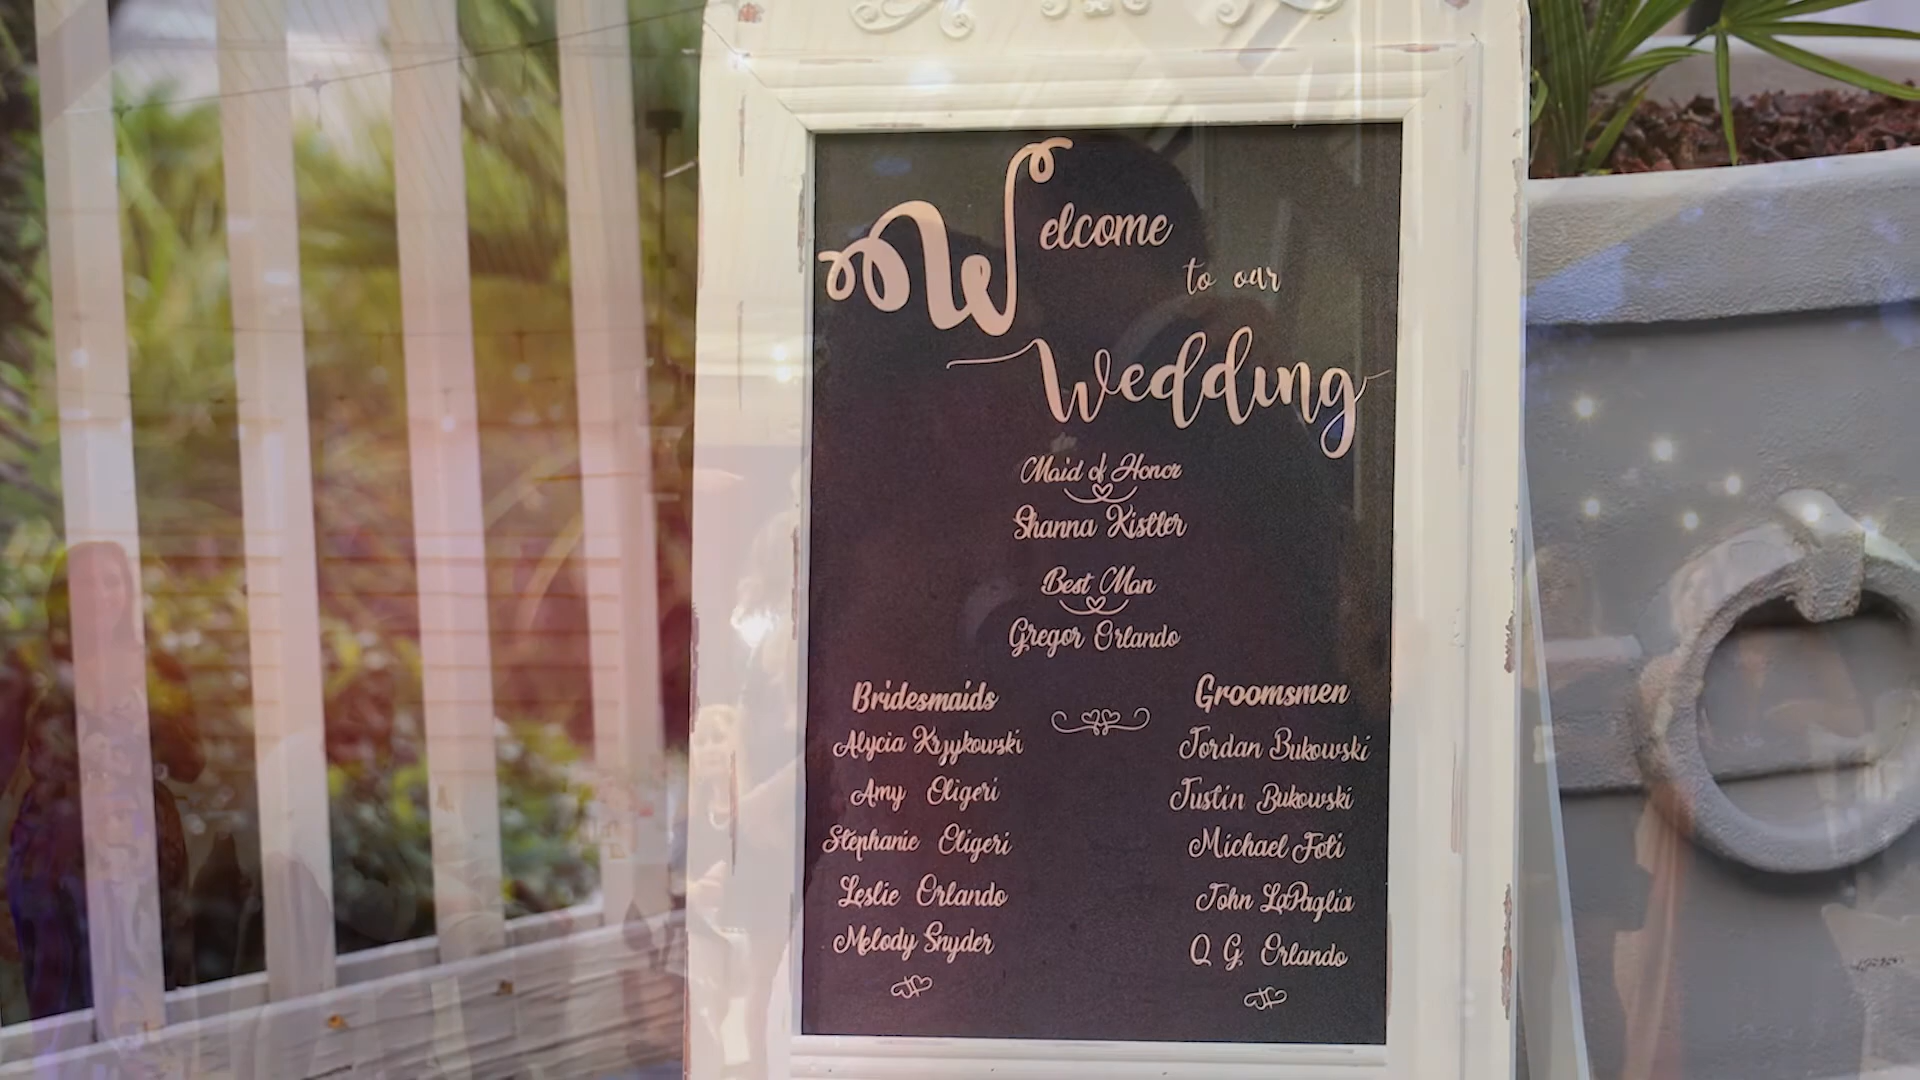 Welcome
to our
Wedding
Maid of Honor
Shanna Kistler
Best Man
Gregor Orlando
Bridesmaids
Alycia Krzykowski
Amy Oligeri
Stephanie Oligeri
Leslie Orlando
Melody Snyder
Groomsmen
Jordan Bukowski
Justin Bukowski
Michael Foti
John LaPaglia
Q G Orlando